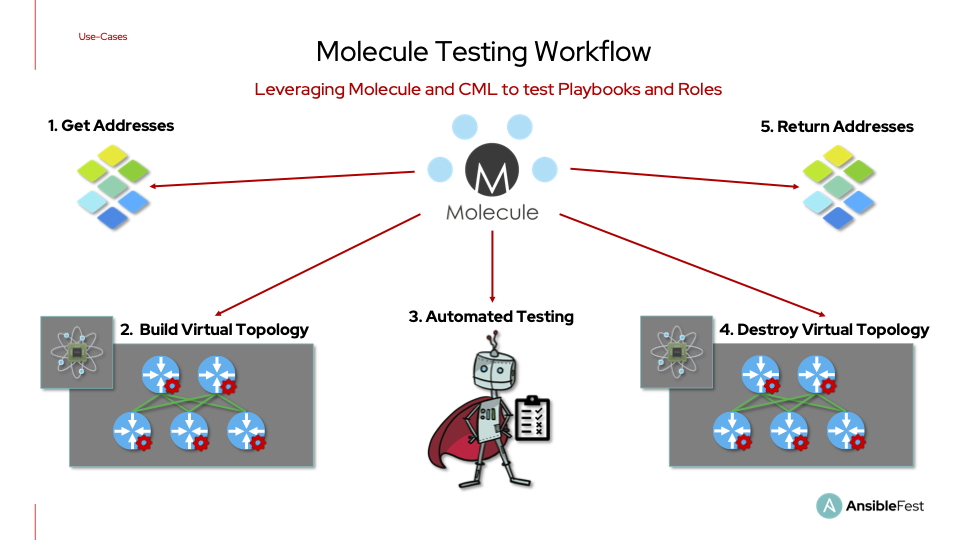 Use-Cases
Molecule Testing Workflow
Leveraging Molecule and CML to test Playbooks and Roles
1. Get Addresses
5. Return Addresses
M
Molecule
2. Build Virtual Topology
3. Automated Testing
4. Destroy Virtual Topology
A AnsibleFest